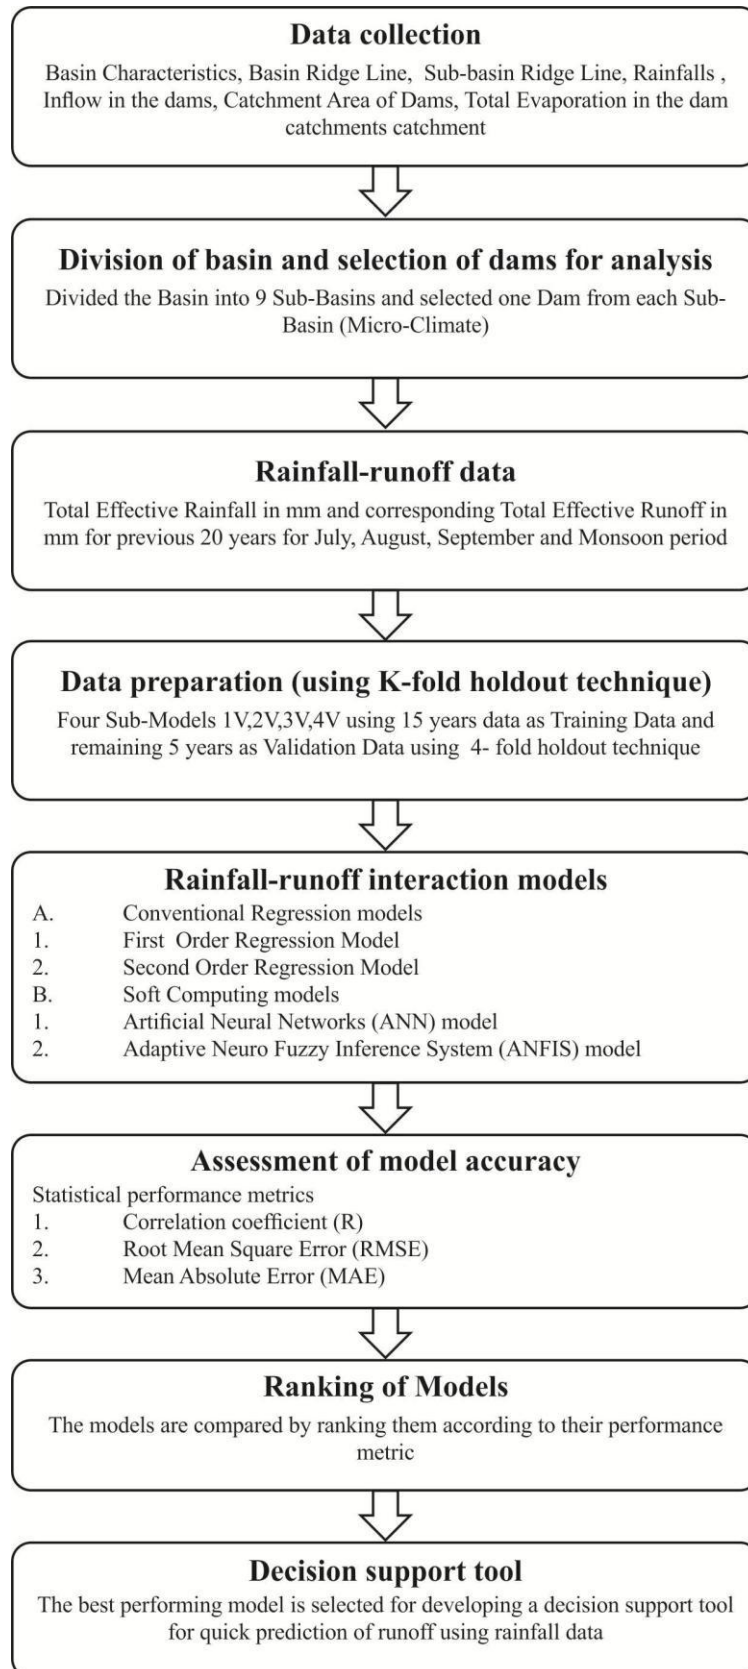 Data collection
Basin Characteristics, Basin Ridge Line, Sub-basin Ridge Line, Rainfalls ,
Inflow in the dams, Catchment Area of Dams, Total Evaporation in the dam
catchments catchment
Division of basin and selection of dams for analysis
Divided the Basin into 9 Sub-Basins and selected one Dam from each Sub-
Basin (Micro-Climate)
Rainfall-runoff data
Total Effective Rainfall in mm and corresponding Total Effective Runoff in
mm for previous 20 years for July, August, September and Monsoon period
Data preparation (using K-fold holdout technique)
Four Sub-Models 1V,2V,3V,4V using 15 years data as Training Data and
remaining 5 years as Validation Data using 4- fold holdout technique
Rainfall-runoff interaction models
A. Conventional Regression models
1. First Order Regression Model
2. Second Order Regression Model
B. Soft Computing models
1. Artificial Neural Networks (ANN) model
2. Adaptive Neuro Fuzzy Inference System (ANFIS) model
Assessment of model accuracy
Statistical performance metrics
1. Correlation coefficient (R)
2. Root Mean Square Error (RMSE)
3. Mean Absolute Error (MAE)
Ranking of Models
The models are compared by ranking them according to their performance
metric
Decision support tool
The best performing model is selected for developing a decision support tool
for quick prediction of runoff using rainfall data